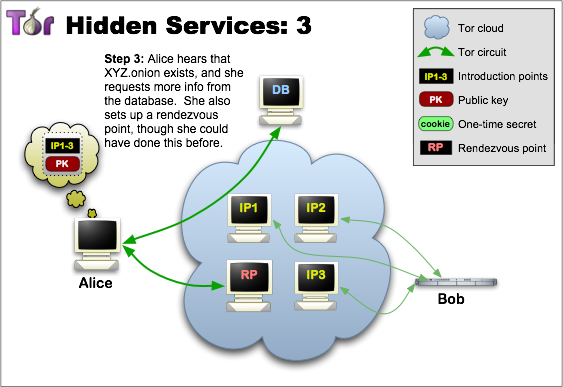 Tor Hidden Services: 3
Step 3: Alice hears that
XYZ.onion exists, and she
requests more info from
the database.  She also
sets up a rendezvous
point, though she could
have done this before.
Tor cloud
Tor circuit
IP1-3 Introduction points
PK Public key
cookie One-time secret
RP Rendezvous point
DB
IP1-3
PK
IP1
IP2
Alice
RP
IP3
Bob